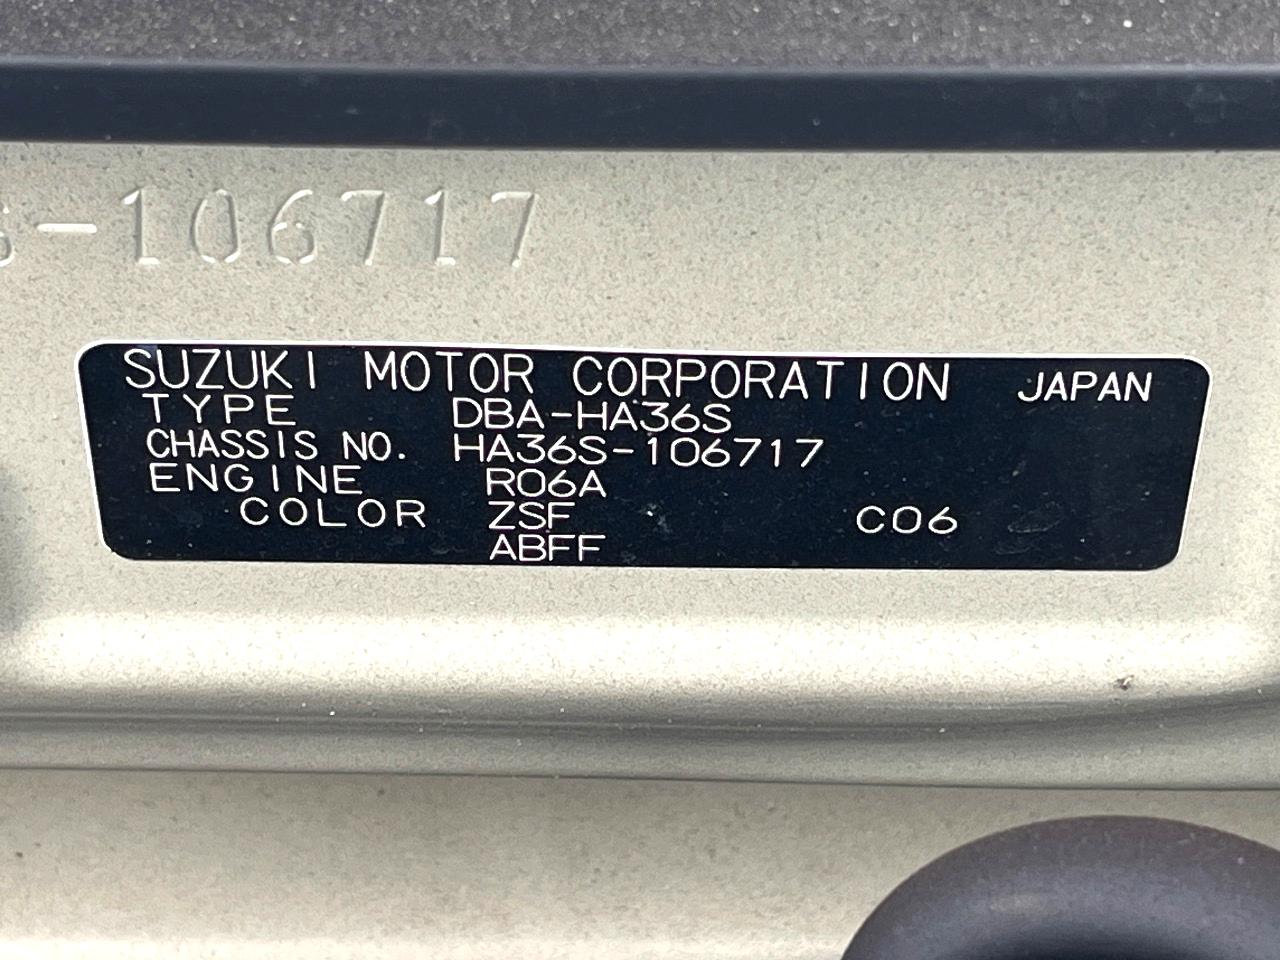 -106717
SUZUKI MOTOR CORPORATION JAPAN
TYPE DBA-HA36S
CHASSIS NO. HA36S-106717
ENGINE R06A
COLOR ZSF C06
ABFF